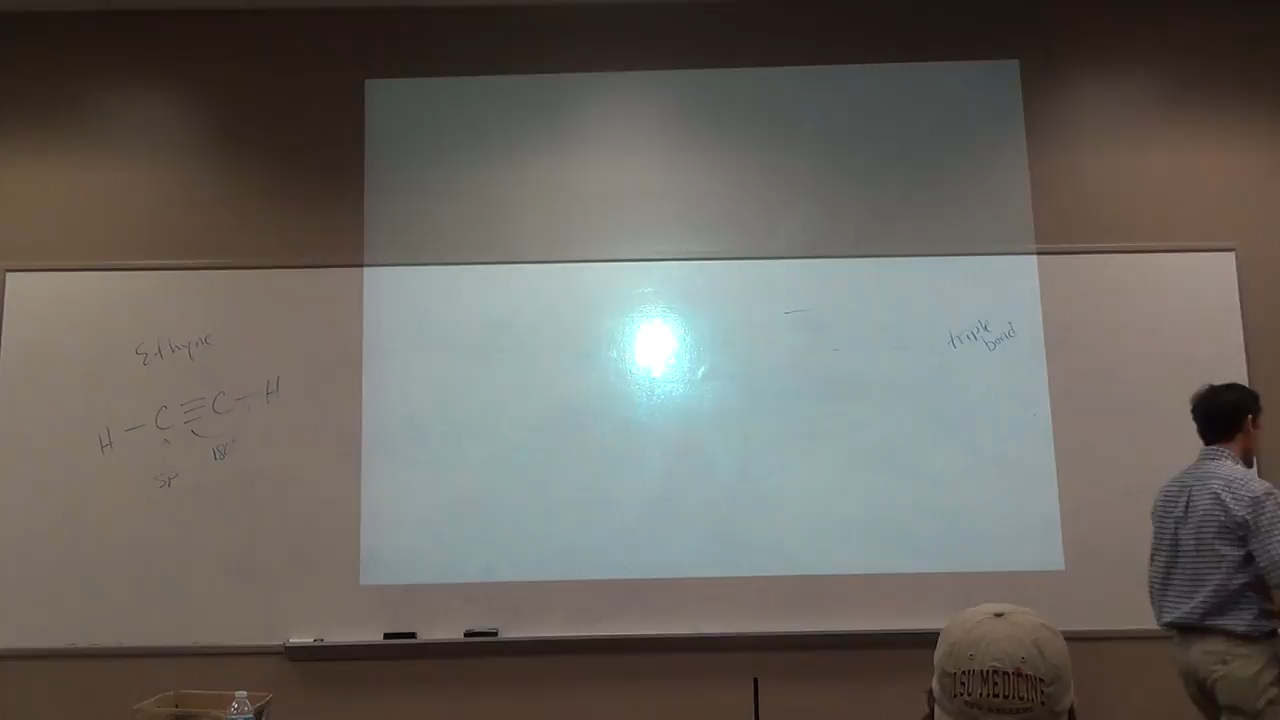 Ethyne
H – C ≡ C – H
180°
SP
triple
bond
LSU MEDICINE